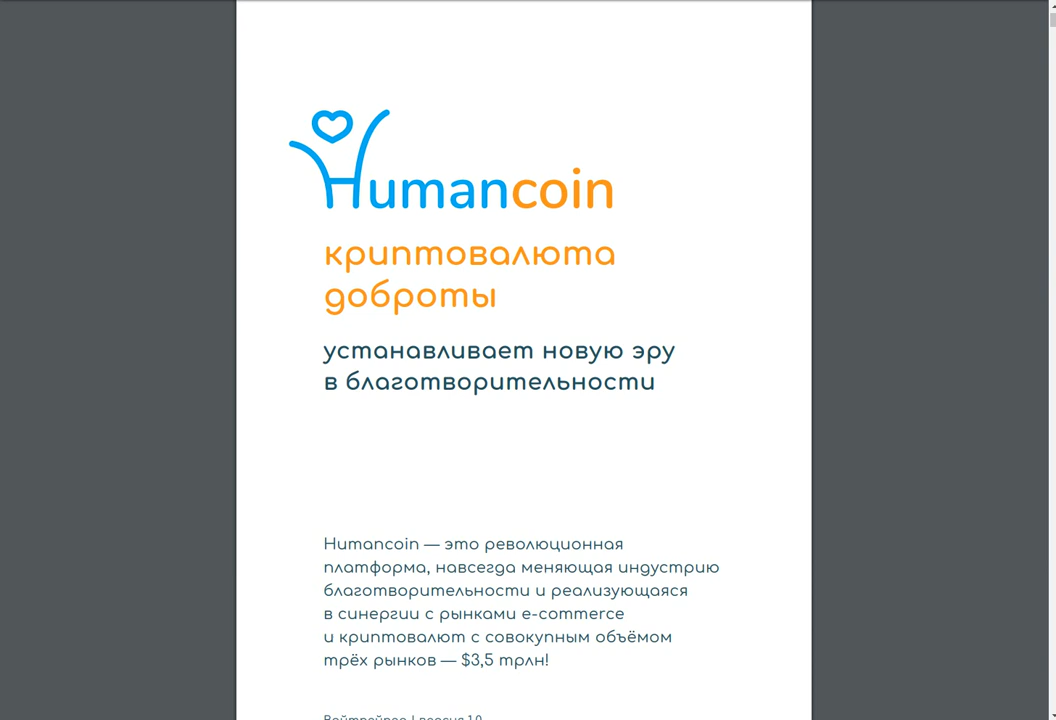 Humancoin
криптовалюта
доброты
устанавливает новую эру
в благотворительности
Humancoin — это революционная
платформа, навсегда меняющая индустрию
благотворительности и реализующаяся
в синергии с рынками e-commerce
и криптовалют с совокупным объёмом
трёх рынков — $3,5 трлн!